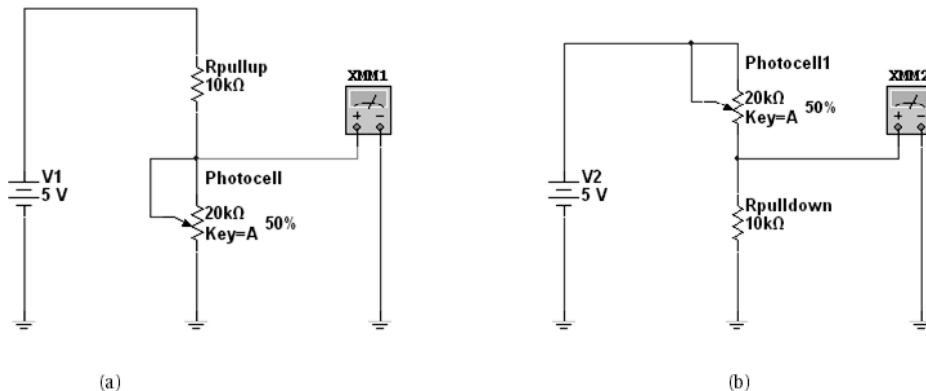 Rpullup
10kΩ
XMM1
+ −
V1
5 V
Photocell
20kΩ
Key=A 50%
(a)
Photocell1
20kΩ
Key=A 50%
XMM2
+ −
V2
5 V
Rpulldown
10kΩ
(b)